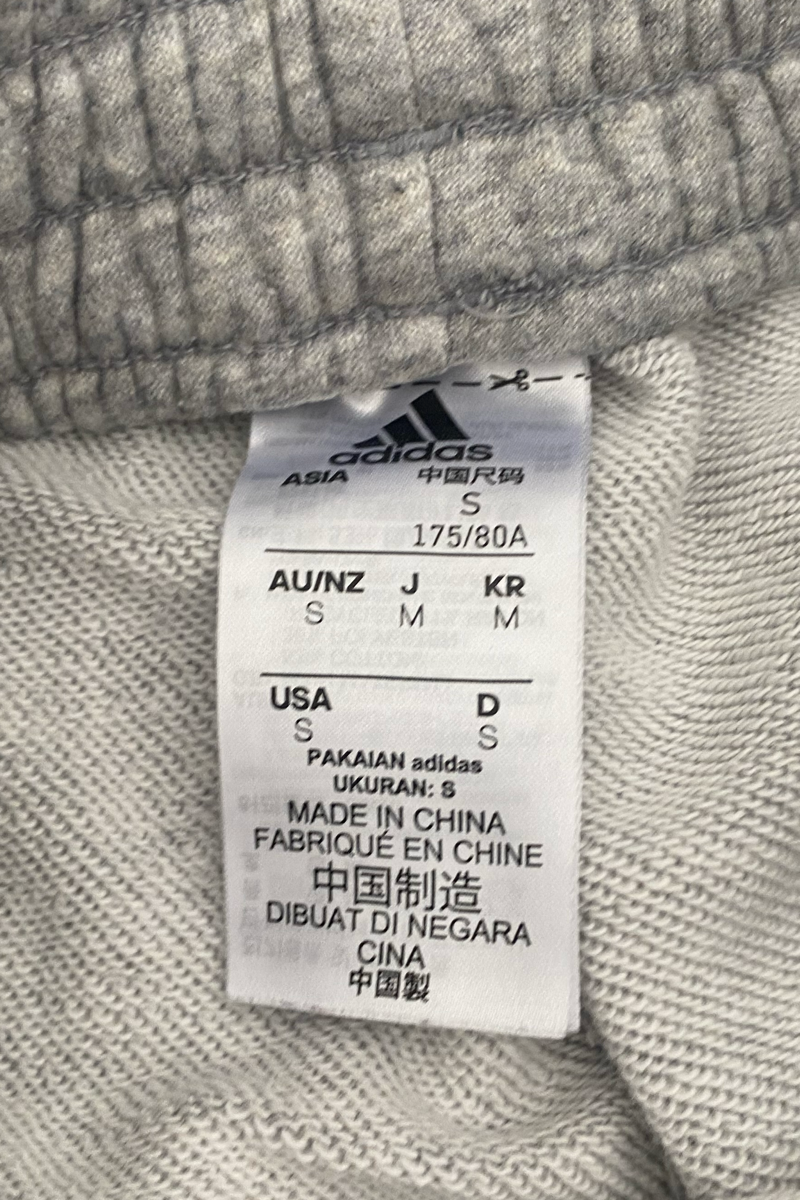 adidas
ASIA 中国尺码
S
175/80A
AU/NZ J KR
S M M
USA D
S S
PAKAIAN adidas
UKURAN: S
MADE IN CHINA
FABRIQUÉ EN CHINE
中国制造
DIBUAT DI NEGARA
CINA
中国製